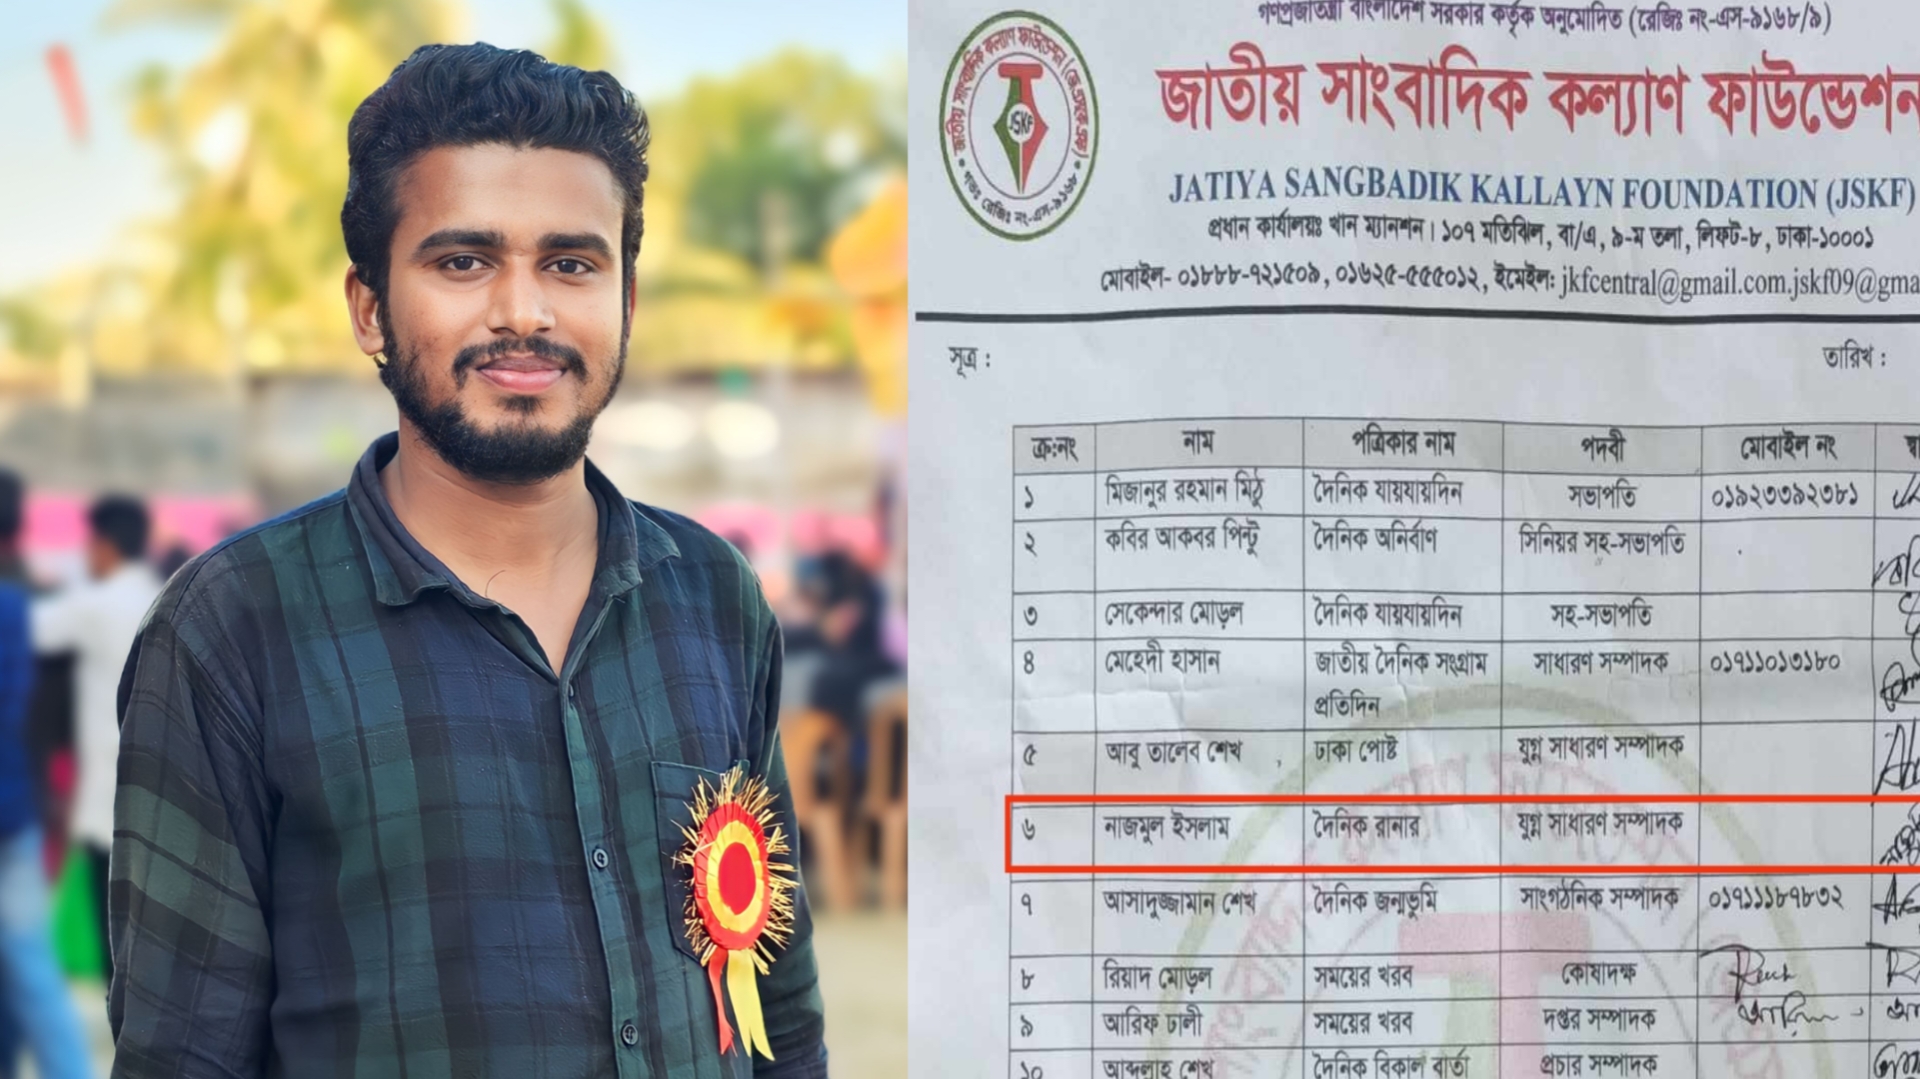 গণপ্রজাতন্ত্রী বাংলাদেশ সরকার কর্তৃক অনুমোদিত (রেজিঃ নং-এস-৯১৬৮/৯)
জাতীয় সাংবাদিক কল্যাণ ফাউন্ডেশন
JATIYA SANGBADIK KALLAYN FOUNDATION (JSKF)
প্রধান কার্যালয়ঃ খান ম্যানশন। ১০৭ মতিঝিল, বা/এ, ৯-ম তলা, লিফট-৮, ঢাকা-১০০০১
মোবাইল- ০১৮৮৮-৭২১৫০৯, ০১৬২৫-৫৫৫০১২, ইমেইল: jkfcentral@gmail.com.jskf09@gma
JSKF
সূত্র : তারিখ :
ক্র:নং নাম পত্রিকার নাম পদবী মোবাইল নং
১ মিজানুর রহমান মিঠু দৈনিক যায়যায়দিন সভাপতি ০১৯২৩৩৯২৩৮১
২ কবির আকবর পিন্টু দৈনিক অনির্বাণ সিনিয়র সহ-সভাপতি
৩ সেকেন্দার মোড়ল দৈনিক যায়যায়দিন সহ-সভাপতি
৪ মেহেদী হাসান জাতীয় দৈনিক সংগ্রাম সাধারণ সম্পাদক ০১৭১১০১৩১৮০
প্রতিদিন
৫ আবু তালেব শেখ ঢাকা পোষ্ট যুগ্ন সাধারণ সম্পাদক
৬ নাজমুল ইসলাম দৈনিক রানার যুগ্ন সাধারণ সম্পাদক
৭ আসাদুজ্জামান শেখ দৈনিক জন্মভুমি সাংগঠনিক সম্পাদক ০১৭১১১৮৭৮৩২
৮ রিয়াদ মোড়ল সময়ের খরব কোষাদক্ষ
৯ আরিফ ঢালী সময়ের খরব দপ্তর সম্পাদক
১০ আব্দুলাহ শেখ দৈনিক বিকাল বার্তা প্রচার সম্পাদক